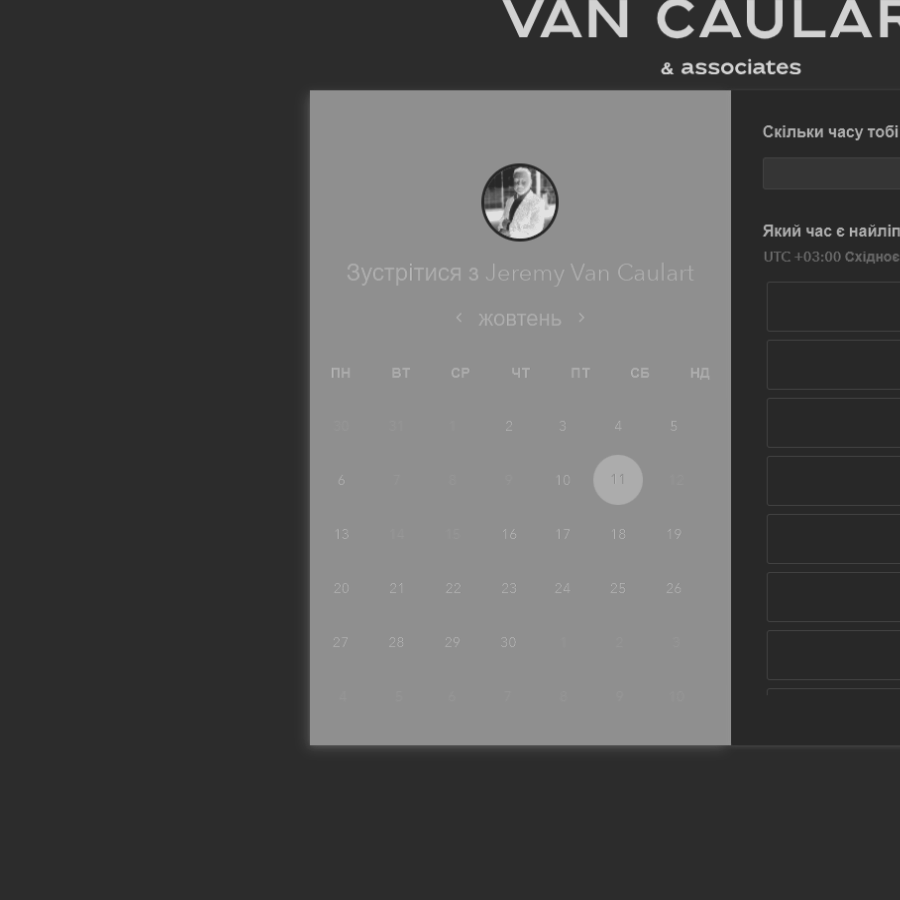 VAN CAULAR
& associates
Скільки часу тобі
Зустрітися з Jeremy Van Caulart
Який час є найліп
UTC +03:00 Східноє
жовтень
ПН ВТ СР ЧТ ПТ СБ НД
30 31 1 2 3 4 5
6 7 8 9 10 11 12
13 14 15 16 17 18 19
20 21 22 23 24 25 26
27 28 29 30 1 2 3
4 5 6 7 8 9 10